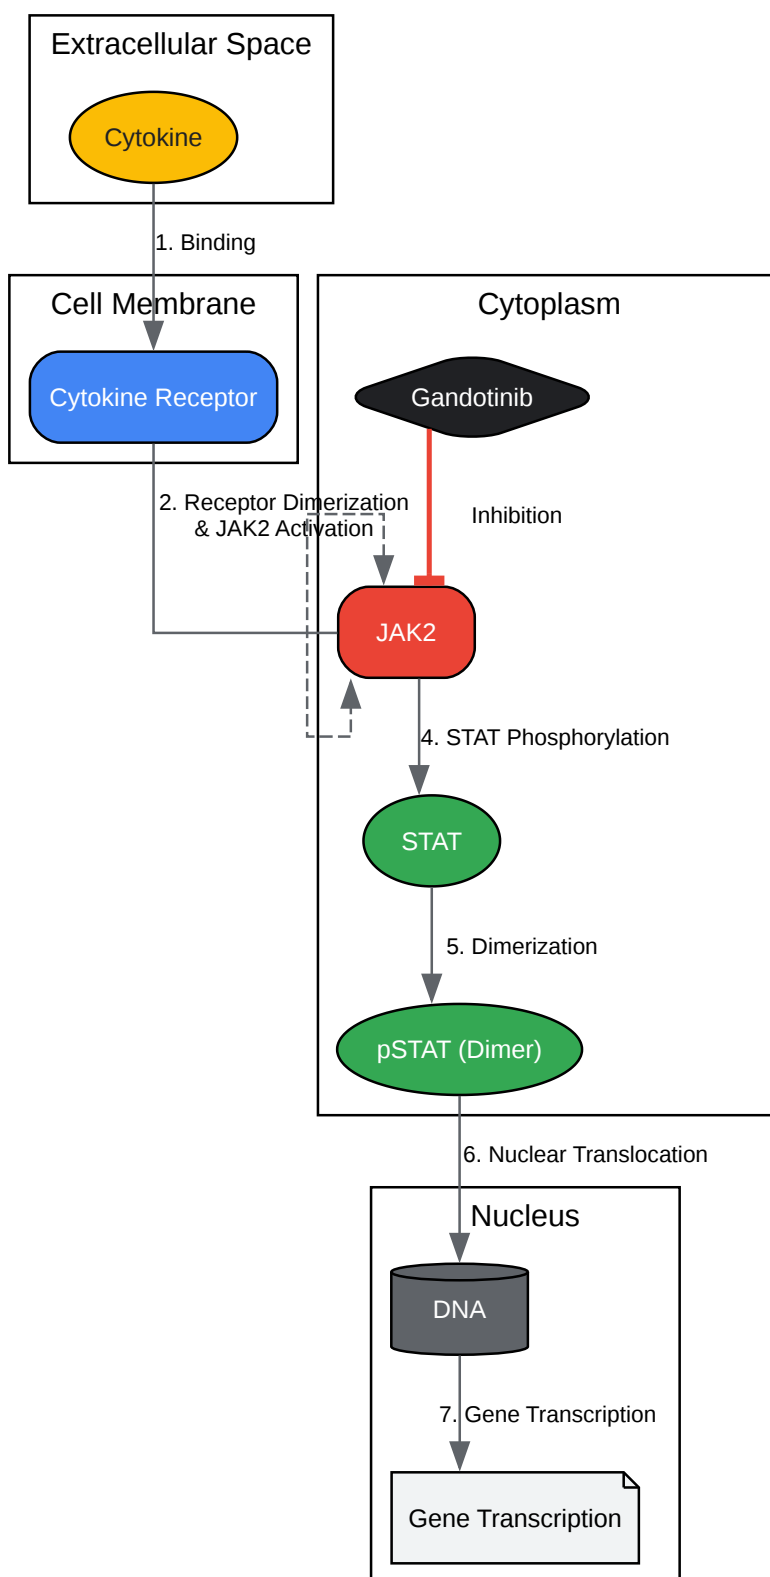 Extracellular Space
Cytokine
1. Binding
Cell Membrane
Cytoplasm
Cytokine Receptor
Gandotinib
2. Receptor Dimerization
& JAK2 Activation
Inhibition
JAK2
4. STAT Phosphorylation
STAT
5. Dimerization
pSTAT (Dimer)
6. Nuclear Translocation
Nucleus
DNA
7. Gene Transcription
Gene Transcription